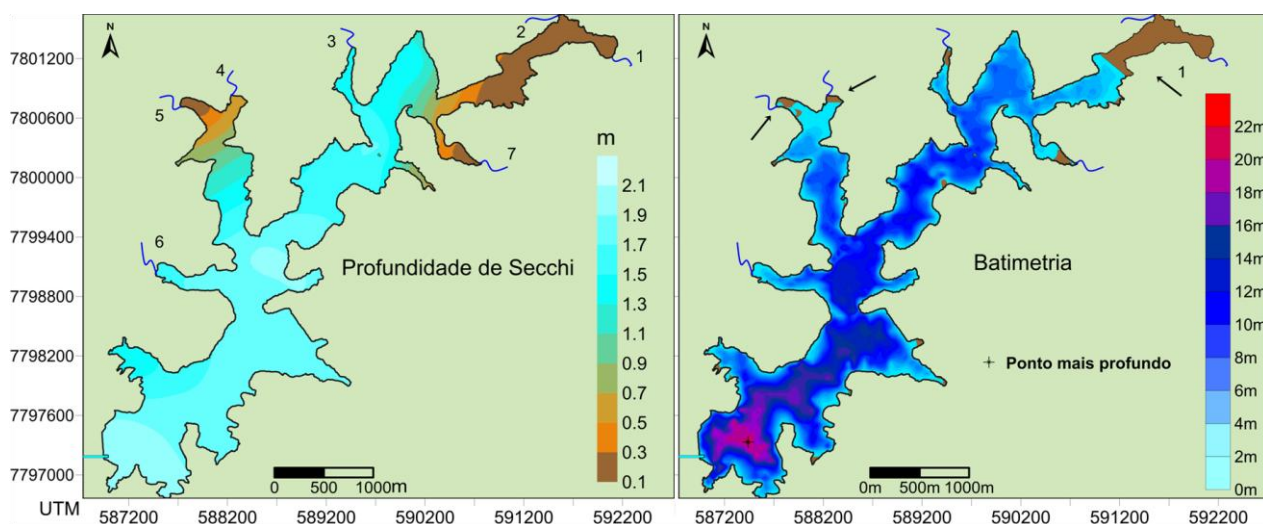 N
3
2
1
4
5
7
6
Profundidade de Secchi
m
2.1
1.9
1.7
1.5
1.3
1.1
0.9
0.7
0.5
0.3
0.1
0 500m 1000m
7801200
7800600
7800000
7799400
7798800
7798200
7797600
7797000
UTM
587200 588200 589200 590200 591200 592200
N
1
Batimetria
Ponto mais profundo
22m
20m
18m
16m
14m
12m
10m
8m
6m
4m
2m
0m
0m 500m 1000m
587200 588200 589200 590200 591200 592200